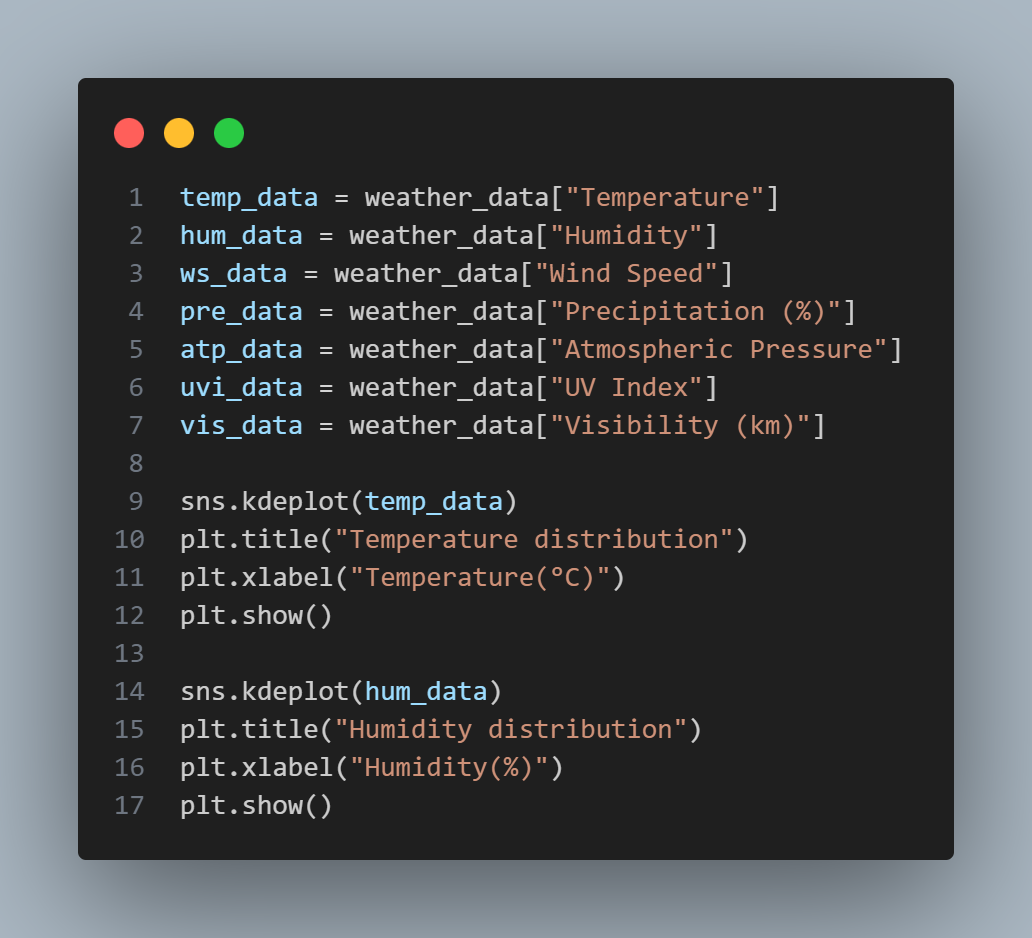 1 temp_data = weather_data["Temperature"]
2 hum_data = weather_data["Humidity"]
3 ws_data = weather_data["Wind Speed"]
4 pre_data = weather_data["Precipitation (%)"]
5 atp_data = weather_data["Atmospheric Pressure"]
6 uvi_data = weather_data["UV Index"]
7 vis_data = weather_data["Visibility (km)"]
8
9 sns.kdeplot(temp_data)
10 plt.title("Temperature distribution")
11 plt.xlabel("Temperature(°C)")
12 plt.show()
13
14 sns.kdeplot(hum_data)
15 plt.title("Humidity distribution")
16 plt.xlabel("Humidity(%)")
17 plt.show()